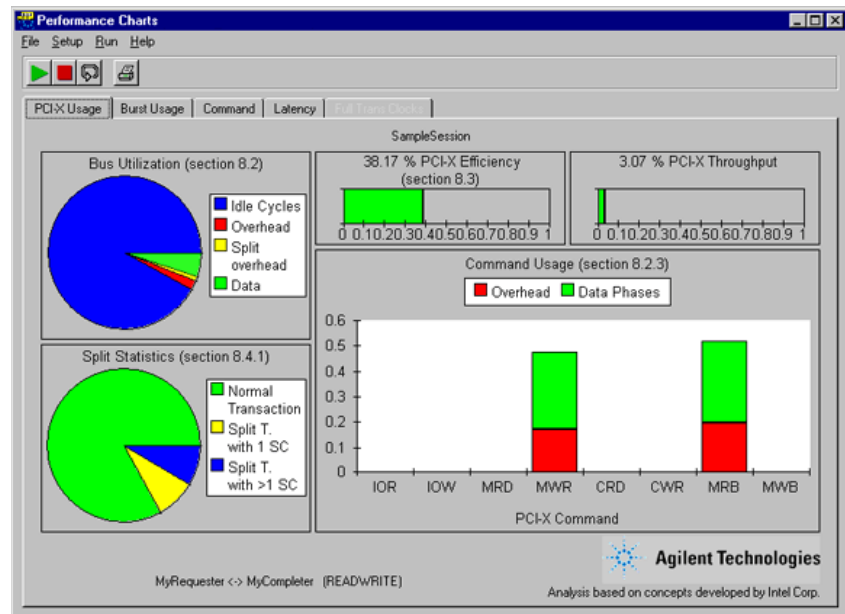 Performance Charts
File Setup Run Help
PCI-X Usage Burst Usage Command Latency Full Trans Clocks
SampleSession
Bus Utilization (section 8.2)
Idle Cycles
Overhead
Split
overhead
Data
38.17 % PCI-X Efficiency
(section 8.3)
0 0.10.20.30.40.50.60.70.80.9 1
3.07 % PCI-X Throughput
0 0.10.20.30.40.50.60.70.80.9 1
Split Statistics (section 8.4.1)
Normal
Transaction
Split T.
with 1 SC
Split T.
with >1 SC
Command Usage (section 8.2.3)
Overhead Data Phases
0.6
0.5
0.4
0.3
0.2
0.1
0
IOR IOW MRD MWR CRD CWR MRB MWB
PCI-X Command
Agilent Technologies
MyRequester <-> MyCompleter (READWRITE)
Analysis based on concepts developed by Intel Corp.